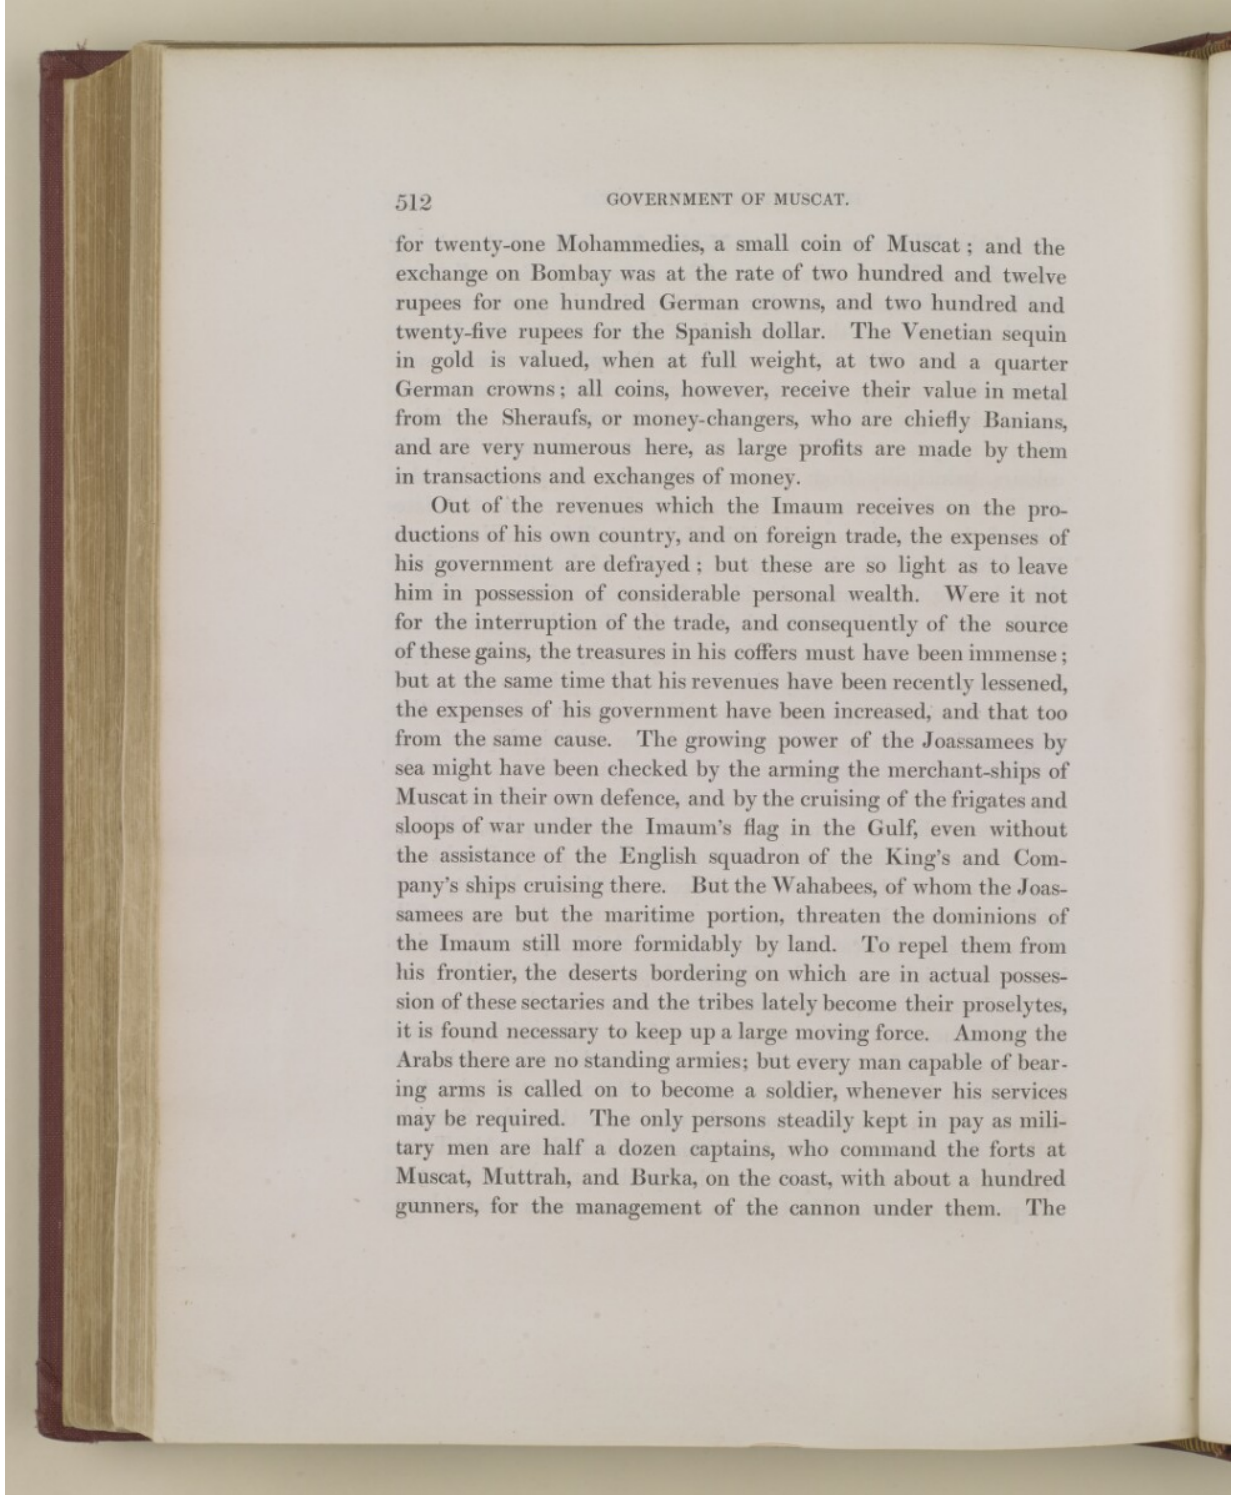 512 GOVERNMENT OF MUSCAT.
for twenty-one Mohammedies, a small coin of Muscat; and the
exchange on Bombay was at the rate of two hundred and twelve
rupees for one hundred German crowns, and two hundred and
twenty-five rupees for the Spanish dollar. The Venetian sequin
in gold is valued, when at full weight, at two and a quarter
German crowns; all coins, however, receive their value in metal
from the Sheraufs, or money-changers, who are chiefly Banians,
and are very numerous here, as large profits are made by them
in transactions and exchanges of money.
Out of the revenues which the Imaum receives on the pro-
ductions of his own country, and on foreign trade, the expenses of
his government are defrayed; but these are so light as to leave
him in possession of considerable personal wealth. Were it not
for the interruption of the trade, and consequently of the source
of these gains, the treasures in his coffers must have been immense;
but at the same time that his revenues have been recently lessened,
the expenses of his government have been increased, and that too
from the same cause. The growing power of the Joassamees by
sea might have been checked by the arming the merchant-ships of
Muscat in their own defence, and by the cruising of the frigates and
sloops of war under the Imaum's flag in the Gulf, even without
the assistance of the English squadron of the King's and Com-
pany's ships cruising there. But the Wahabees, of whom the Joas-
samees are but the maritime portion, threaten the dominions of
the Imaum still more formidably by land. To repel them from
his frontier, the deserts bordering on which are in actual posses-
sion of these sectaries and the tribes lately become their proselytes,
it is found necessary to keep up a large moving force. Among the
Arabs there are no standing armies; but every man capable of bear-
ing arms is called on to become a soldier, whenever his services
may be required. The only persons steadily kept in pay as mili-
tary men are half a dozen captains, who command the forts at
Muscat, Muttrah, and Burka, on the coast, with about a hundred
gunners, for the management of the cannon under them. The